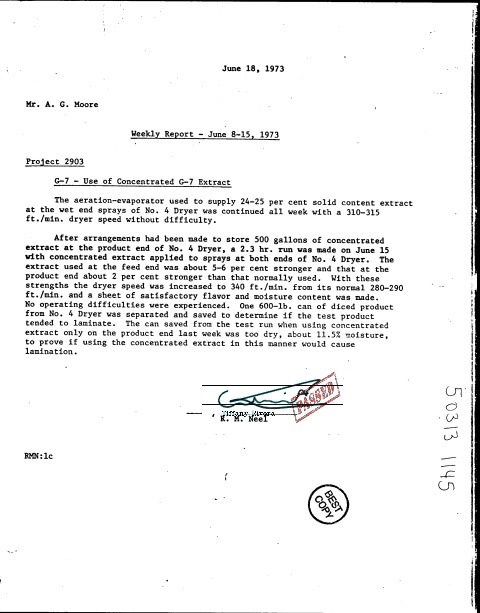 June 18, 1973
Mr. A. G. Moore
Weekly Report - June 8-15, 1973
Project 2903
G-7 - Use of Concentrated G-7 Extract
The aeration-evaporator used to supply 24-25 per cent solid content extract
at the wet end sprays of No. 4 Dryer was continued all week with a 310-315
ft./min. dryer speed without difficulty.
After arrangements had been made to store 500 gallons of concentrated
extract at the product end of No. 4 Dryer, a 2.3 hr. run was made on June 15
with concentrated extract applied to sprays at both ends of No. 4 Dryer. The
extract used at the feed end was about 5-6 per cent stronger and that at the
product end about 2 per cent stronger than that normally used. With these
strengths the dryer speed was increased to 340 ft./min. from its normal 280-290
ft./min. and a sheet of satisfactory flavor and moisture content was made.
No operating difficulties were experienced. One 600-lb. can of diced product
from No. 4 Dryer was separated and saved to determine if the test product
tended to laminate. The can saved from the test run when using concentrated
extract only on the product end last week was too dry, about 11.5% moisture,
to prove if using the concentrated extract in this manner would cause
lamination.
PASSED
Tiffany Rivera
R. M. Neel
RMN:lc
BEST
COPY
50313 1145